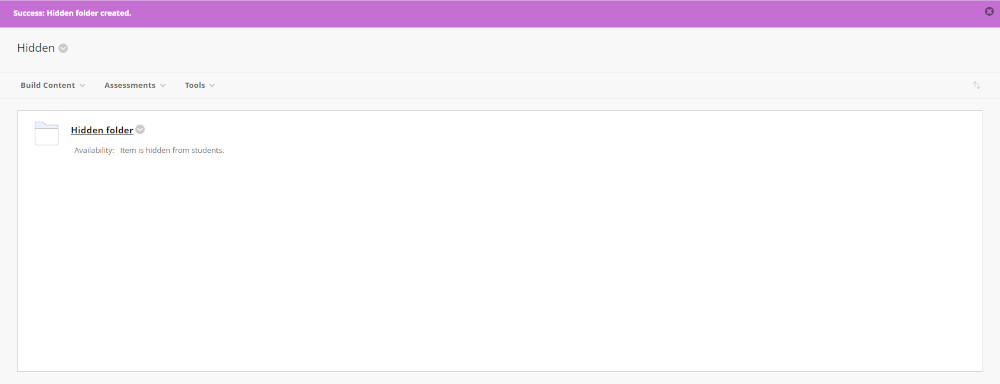 Success: Hidden folder created.
Hidden
Build Content Assessments Tools
Hidden folder
Availability: Item is hidden from students.